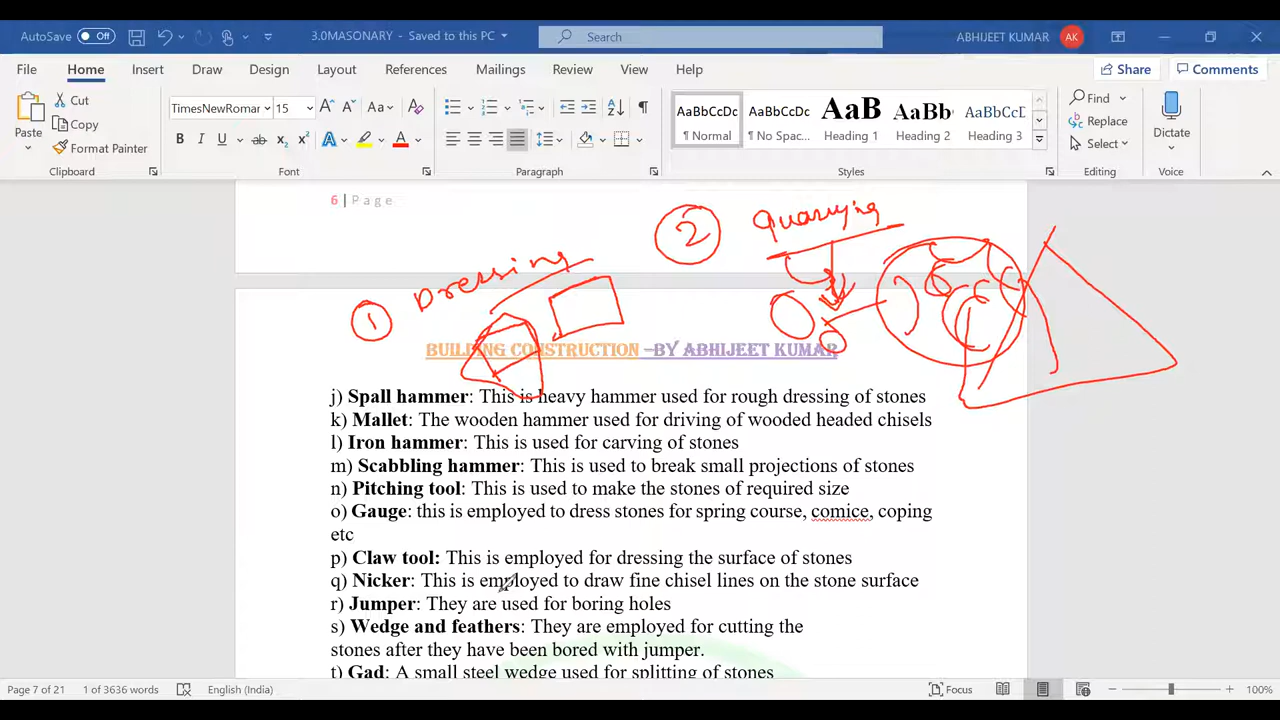 AutoSave Off 3.0MASONARY - Saved to this PC Search ABHIJEET KUMAR AK
File Home Insert Draw Design Layout References Mailings Review View Help Share Comments
Paste Cut Copy Format Painter
TimesNewRomar 15 A A Aa
B I U ab x₂ x² A A
AaBbCcDc AaBbCcDc AaB AaBbC AaBbCcD
¶ Normal ¶ No Spac... Heading 1 Heading 2 Heading 3
Find Replace Select Dictate
Clipboard Font Paragraph Styles Editing Voice
6 | Page
2 Quarrying
1 Dressing
BUILDING CONSTRUCTION –BY ABHIJEET KUMAR
j) Spall hammer: This is heavy hammer used for rough dressing of stones
k) Mallet: The wooden hammer used for driving of wooded headed chisels
l) Iron hammer: This is used for carving of stones
m) Scabbling hammer: This is used to break small projections of stones
n) Pitching tool: This is used to make the stones of required size
o) Gauge: this is employed to dress stones for spring course, comice, coping
etc
p) Claw tool: This is employed for dressing the surface of stones
q) Nicker: This is employed to draw fine chisel lines on the stone surface
r) Jumper: They are used for boring holes
s) Wedge and feathers: They are employed for cutting the
stones after they have been bored with jumper.
t) Gad: A small steel wedge used for splitting of stones
Page 7 of 21 1 of 3636 words English (India) Focus 100%